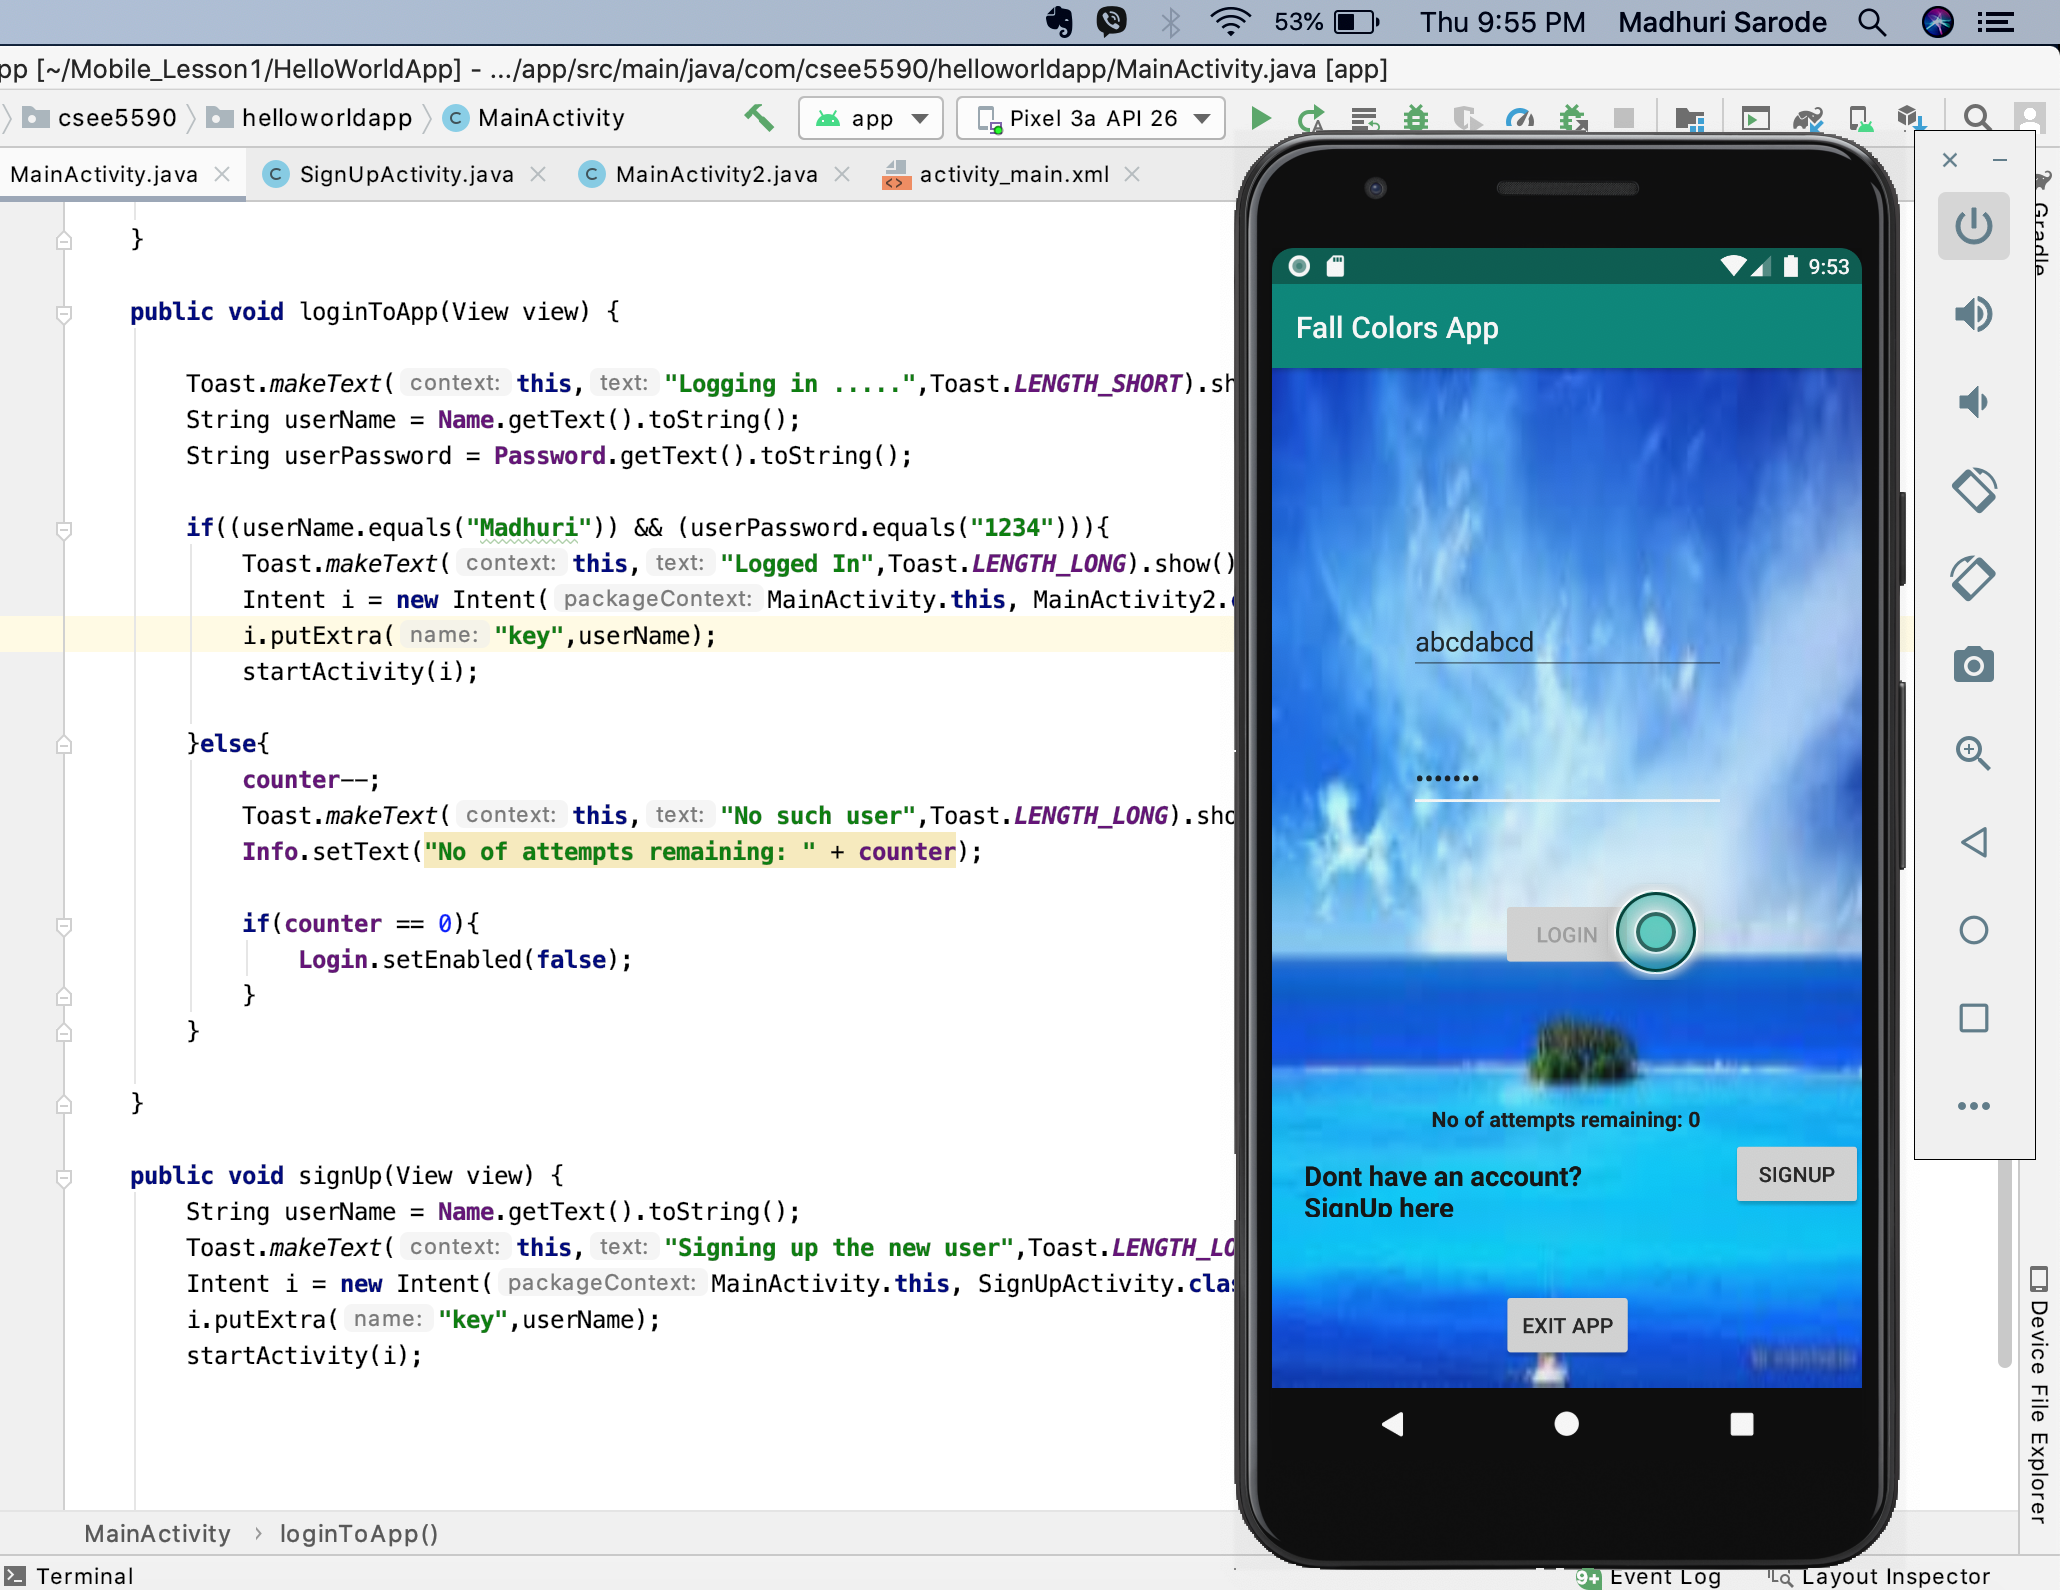 53%
Thu 9:55 PM
Madhuri Sarode
pp [~/Mobile_Lesson1/HelloWorldApp] - .../app/src/main/java/com/csee5590/helloworldapp/MainActivity.java [app]
csee5590
helloworldapp
C MainActivity
app
Pixel 3a API 26
MainActivity.java
C SignUpActivity.java
C MainActivity2.java
activity_main.xml
}
public void loginToApp(View view) {
Toast.makeText( context: this, text: "Logging in .....",Toast.LENGTH_SHORT).sh
String userName = Name.getText().toString();
String userPassword = Password.getText().toString();
if((userName.equals("Madhuri")) && (userPassword.equals("1234"))){
Toast.makeText( context: this, text: "Logged In",Toast.LENGTH_LONG).show()
Intent i = new Intent( packageContext: MainActivity.this, MainActivity2.
i.putExtra( name: "key",userName);
startActivity(i);
}else{
counter--;
Toast.makeText( context: this, text: "No such user",Toast.LENGTH_LONG).sho
Info.setText("No of attempts remaining: " + counter);
if(counter == 0){
Login.setEnabled(false);
}
}
}
public void signUp(View view) {
String userName = Name.getText().toString();
Toast.makeText( context: this, text: "Signing up the new user",Toast.LENGTH_LO
Intent i = new Intent( packageContext: MainActivity.this, SignUpActivity.clas
i.putExtra( name: "key",userName);
startActivity(i);
9:53
Fall Colors App
abcdabcd
•••••••
LOGIN
No of attempts remaining: 0
Dont have an account?
SignUp here
SIGNUP
EXIT APP
Gradle
Device File Explorer
MainActivity > loginToApp()
Terminal
9+ Event Log
Layout Inspector